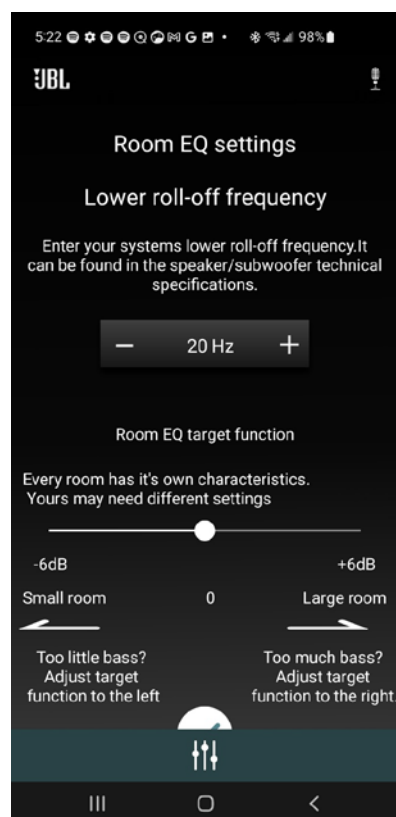 5:22 G 98%
JBL
Room EQ settings
Lower roll-off frequency
Enter your systems lower roll-off frequency.It
can be found in the speaker/subwoofer technical
specifications.
− 20 Hz +
Room EQ target function
Every room has it's own characteristics.
Yours may need different settings
-6dB +6dB
Small room 0 Large room
Too little bass? Too much bass?
Adjust target Adjust target
function to the left function to the right.